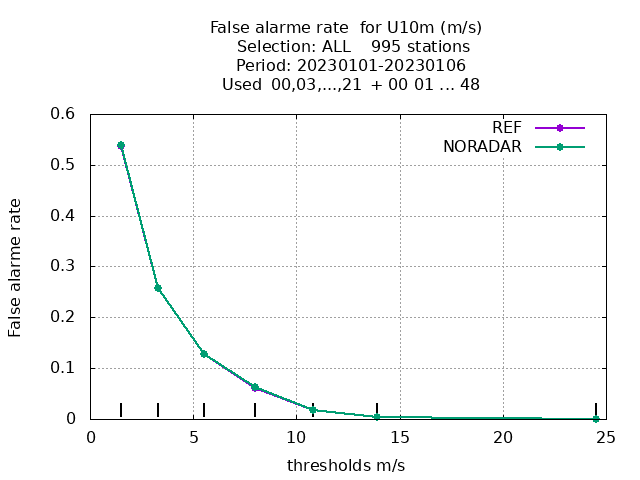 False alarme rate  for U10m (m/s)
Selection: ALL    995 stations
Period: 20230101-20230106
Used  00,03,...,21  + 00 01 ... 48
0.6
0.5
0.4
0.3
0.2
0.1
0
False alarme rate
REF
NORADAR
0 5 10 15 20 25
thresholds m/s